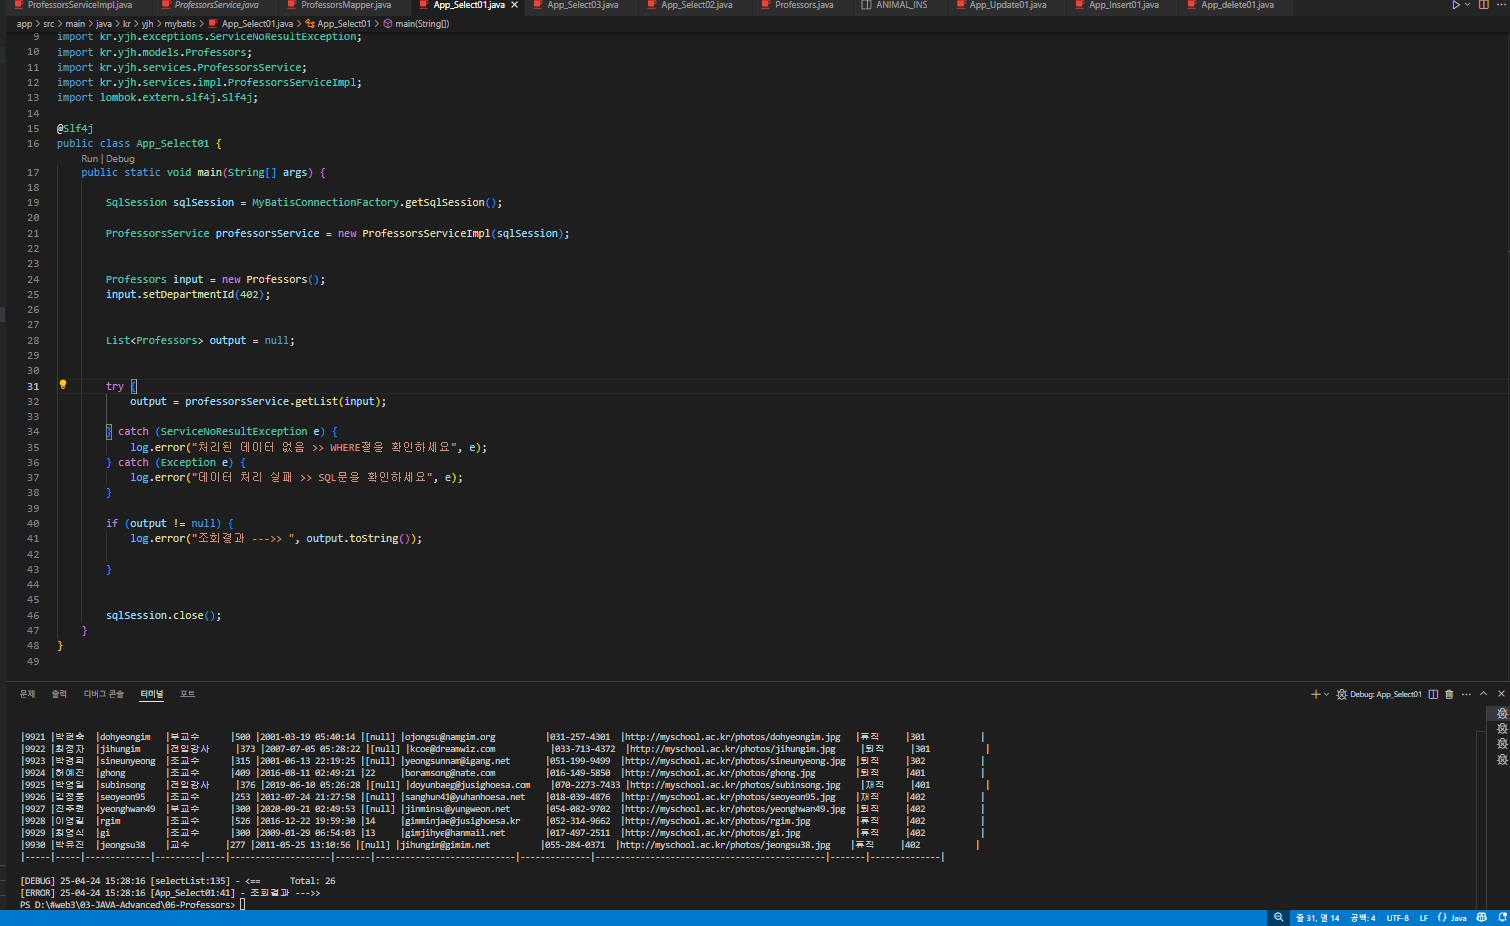 ProfessorsServiceImpl.java ProfessorsService.java ProfessorsMapper.java App_Select01.java App_Select03.java App_Select02.java Professors.java ANIMAL_INS App_Update01.java App_Insert01.java App_delete01.java
app > src > main > java > kr > yjh > mybatis > App_Select01.java > App_Select01 > main(String[])
9 import kr.yjh.exceptions.ServiceNoResultException;
10 import kr.yjh.models.Professors;
11 import kr.yjh.services.ProfessorsService;
12 import kr.yjh.services.impl.ProfessorsServiceImpl;
13 import lombok.extern.slf4j.Slf4j;
14
15 @Slf4j
16 public class App_Select01 {
Run | Debug
17 public static void main(String[] args) {
18
19 SqlSession sqlSession = MyBatisConnectionFactory.getSqlSession();
20
21 ProfessorsService professorsService = new ProfessorsServiceImpl(sqlSession);
22
23
24 Professors input = new Professors();
25 input.setDepartmentId(402);
26
27
28 List<Professors> output = null;
29
30
31 try {
32 output = professorsService.getList(input);
33
34 } catch (ServiceNoResultException e) {
35 log.error("처리된 데이터 없음 >> WHERE절을 확인하세요", e);
36 } catch (Exception e) {
37 log.error("데이터 처리 실패 >> SQL문을 확인하세요", e);
38 }
39
40 if (output != null) {
41 log.error("조회결과 --->> ", output.toString());
42
43 }
44
45
46 sqlSession.close();
47 }
48 }
49
문제 출력 디버그 콘솔 터미널 포트 Debug: App_Select01
|9921 |박현숙 |dohyeongim |부교수 |500 |2001-03-19 05:40:14 |[null] |ojongsu@namgim.org |031-257-4301 |http://myschool.ac.kr/photos/dohyeongim.jpg |휴직 |301 |
|9922 |최정자 |jihungim |전임강사 |373 |2007-07-05 05:28:22 |[null] |kcoe@dreamwiz.com |033-713-4372 |http://myschool.ac.kr/photos/jihungim.jpg |퇴직 |301 |
|9923 |박경희 |sineunyeong |조교수 |315 |2001-06-13 22:19:25 |[null] |yeongsunnam@igang.net |051-199-9499 |http://myschool.ac.kr/photos/sineunyeong.jpg |퇴직 |302 |
|9924 |허예진 |ghong |조교수 |409 |2016-08-11 02:49:21 |22 |boramsong@nate.com |016-149-5850 |http://myschool.ac.kr/photos/ghong.jpg |퇴직 |401 |
|9925 |박영일 |subinsong |전임강사 |376 |2019-06-10 05:26:28 |[null] |doyunbaeg@jusighoesa.com |070-2273-7433 |http://myschool.ac.kr/photos/subinsong.jpg |재직 |401 |
|9926 |김정웅 |seoyeon95 |조교수 |253 |2012-07-24 21:27:58 |[null] |sanghun41@yuhanhoesa.net |018-039-4876 |http://myschool.ac.kr/photos/seoyeon95.jpg |재직 |402 |
|9927 |진주원 |yeonghwan49 |부교수 |300 |2020-09-21 02:49:53 |[null] |jinminsu@yungweon.net |054-082-9702 |http://myschool.ac.kr/photos/yeonghwan49.jpg |퇴직 |402 |
|9928 |이영길 |rgim |조교수 |526 |2016-12-22 19:59:30 |14 |gimminjae@jusighoesa.kr |052-314-9662 |http://myschool.ac.kr/photos/rgim.jpg |휴직 |402 |
|9929 |최영식 |gi |조교수 |300 |2009-01-29 06:54:03 |13 |gimjihye@hanmail.net |017-497-2511 |http://myschool.ac.kr/photos/gi.jpg |휴직 |402 |
|9930 |박유진 |jeongsu38 |교수 |277 |2011-05-25 13:10:56 |[null] |jihungim@gimim.net |055-284-0371 |http://myschool.ac.kr/photos/jeongsu38.jpg |휴직 |402 |
|-----|-----|------------|---------|----|--------------------|-------|-------------------------|-------------|------------------------------------------|-------|--------------|
[DEBUG] 25-04-24 15:28:16 [selectList:135] - <== Total: 26
[ERROR] 25-04-24 15:28:16 [App_Select01:41] - 조회결과 --->>
PS D:\#web3\03-JAVA-Advanced\06-Professors>
줄 31, 열 14 공백: 4 UTF-8 LF {} Java